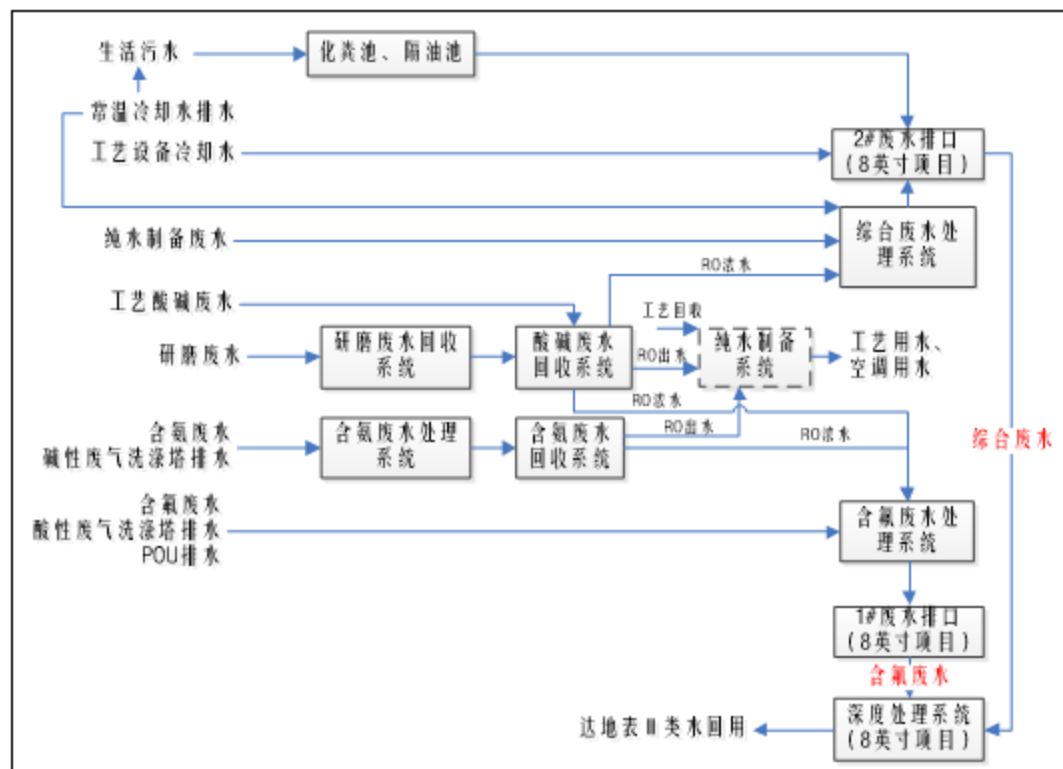 生活污水
化粪池、隔油池
常温冷却水排水
工艺设备冷却水
2#废水排口
(8英寸项目)
纯水制备废水
综合废水处
理系统
RO浓水
工艺酸碱废水
工艺回收
研磨废水
研磨废水回收
系统
酸碱废水
回收系统
RO出水
纯水制备
系统
工艺用水、
空调用水
RO浓水
含氨废水
碱性废气洗涤塔排水
含氨废水处理
系统
含氨废水
回收系统
RO出水
RO浓水
综合废水
含氟废水
酸性废气洗涤塔排水
POU排水
含氟废水处
理系统
1#废水排口
(8英寸项目)
含氟废水
深度处理系统
(8英寸项目)
达地表Ⅲ类水回用